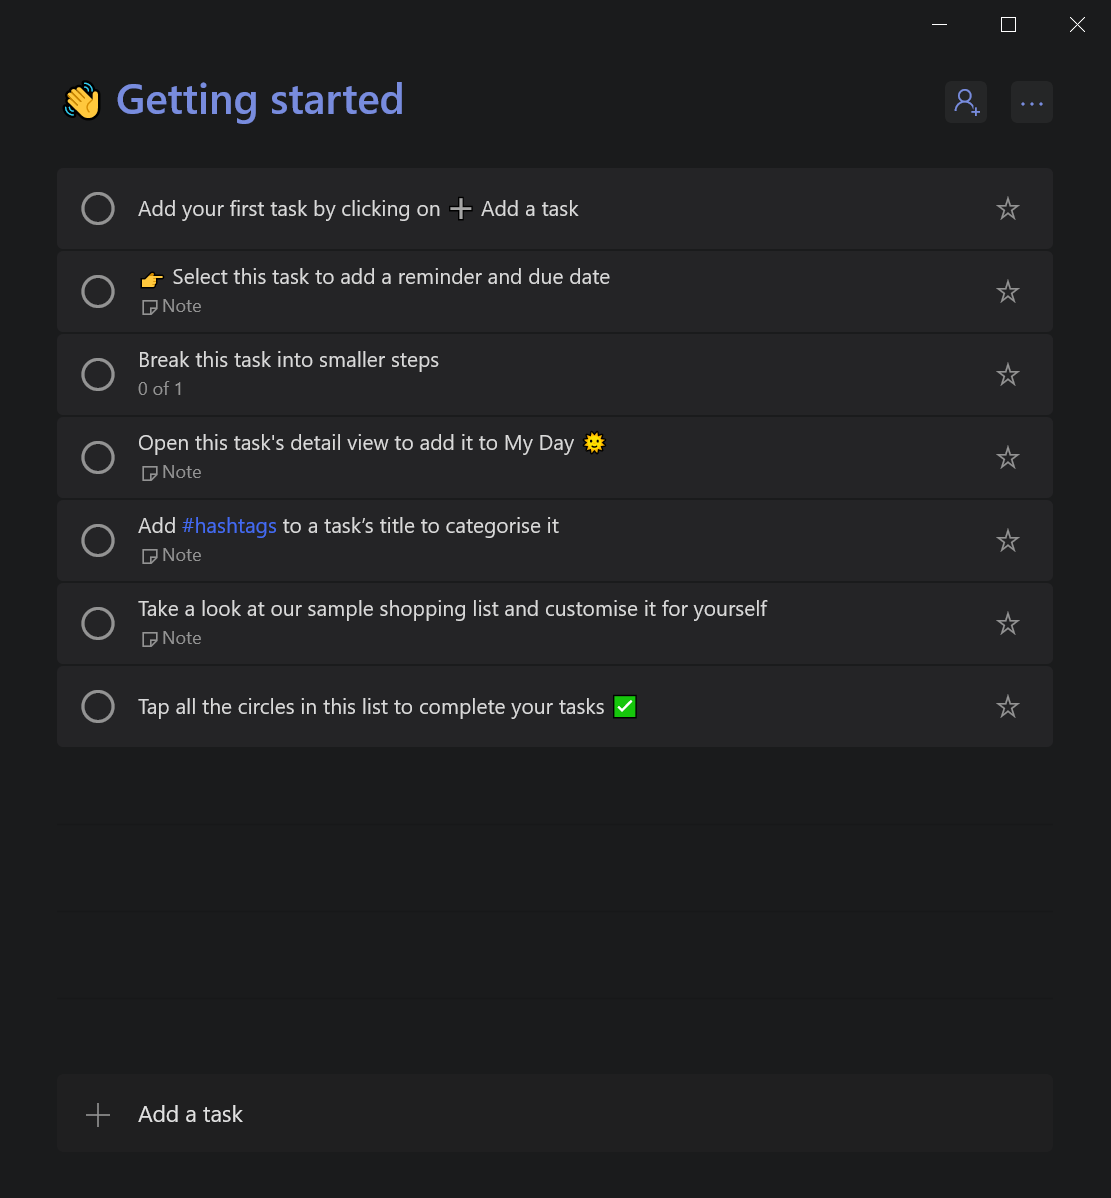 👋 Getting started
Add your first task by clicking on ➕ Add a task
👉 Select this task to add a reminder and due date
Note
Break this task into smaller steps
0 of 1
Open this task's detail view to add it to My Day 🌞
Note
Add #hashtags to a task’s title to categorise it
Note
Take a look at our sample shopping list and customise it for yourself
Note
Tap all the circles in this list to complete your tasks ✅
Add a task